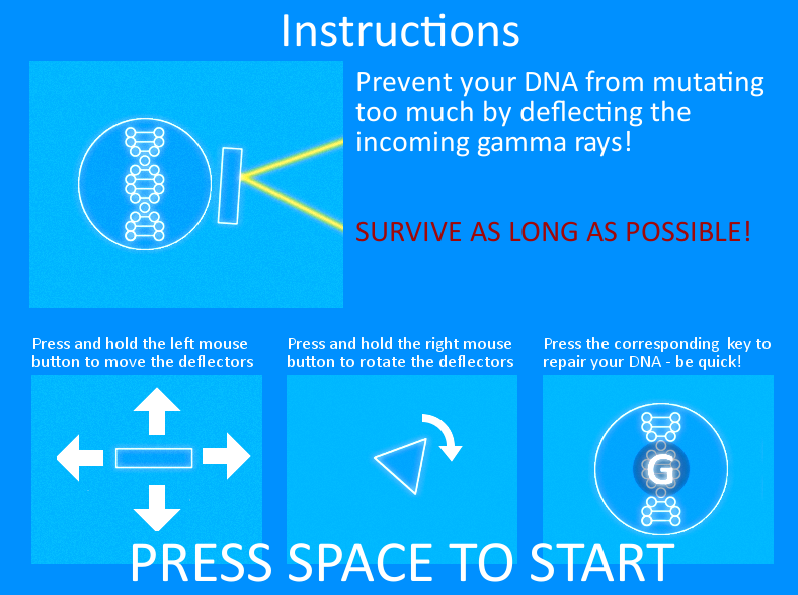 Instructions
Prevent your DNA from mutating
too much by deflecting the
incoming gamma rays!
SURVIVE AS LONG AS POSSIBLE!
Press and hold the left mouse
button to move the deflectors
Press and hold the right mouse
button to rotate the deflectors
Press the corresponding key to
repair your DNA - be quick!
G
PRESS SPACE TO START